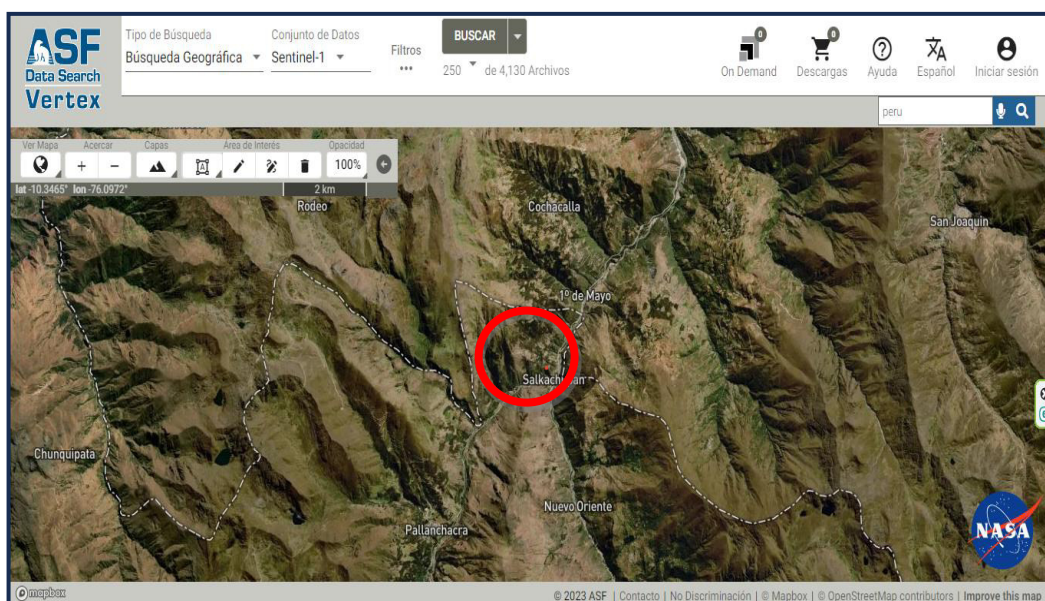 ASF
Data Search
Vertex
Tipo de Búsqueda
Búsqueda Geográfica
Conjunto de Datos
Sentinel-1
Filtros
BUSCAR
250 de 4,130 Archivos
0
On Demand
0
Descargas
Ayuda
Español
Iniciar sesión
peru
Ver Mapa Acercar Capas Área de Interés Opacidad
100%
lat -10.3465° lon -76.0972°
2 km
Rodeo
Cochacalla
San Joaquin
1º de Mayo
Chunquipata
Nuevo Oriente
Pallanchacra
NASA
mapbox
© 2023 ASF | Contacto | No Discriminación | © Mapbox | © OpenStreetMap contributors | Improve this map